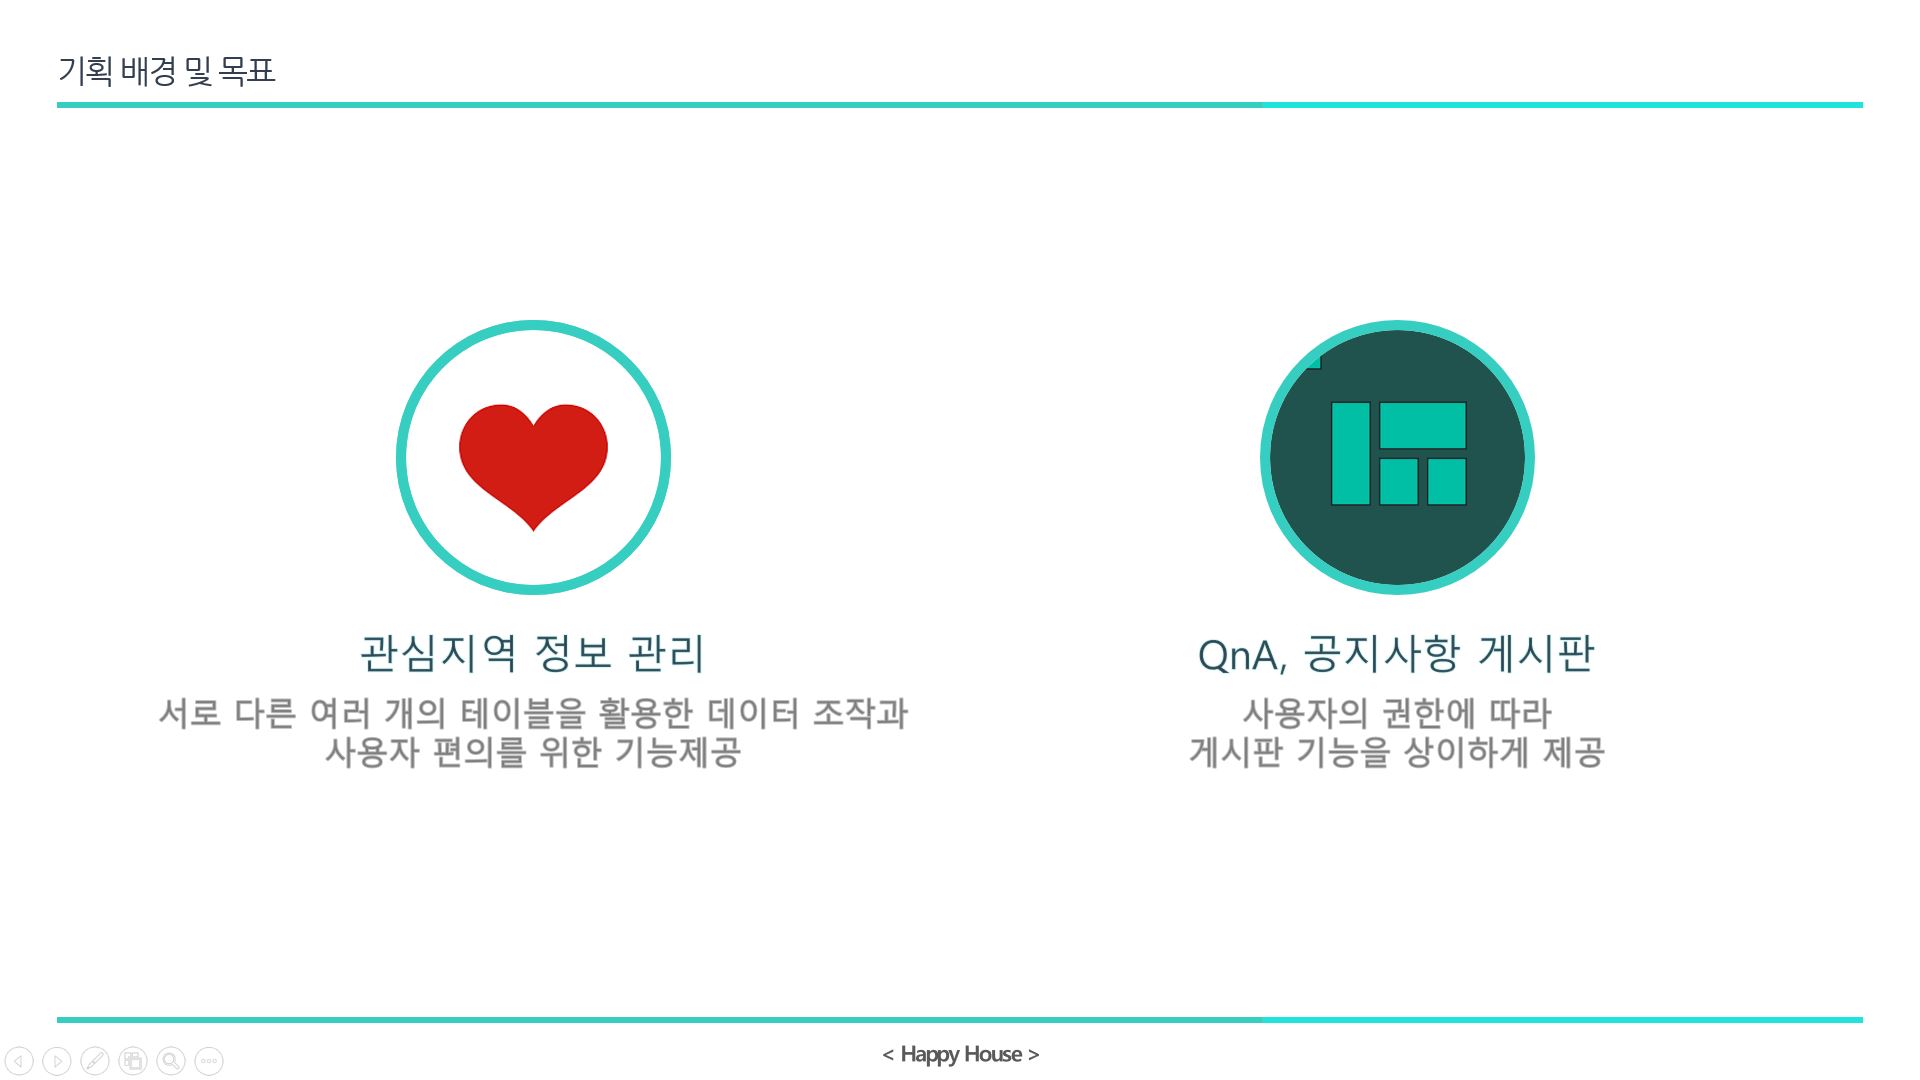 기획 배경 및 목표
관심지역 정보 관리
서로 다른 여러 개의 테이블을 활용한 데이터 조작과
사용자 편의를 위한 기능제공
QnA, 공지사항 게시판
사용자의 권한에 따라
게시판 기능을 상이하게 제공
< Happy House >